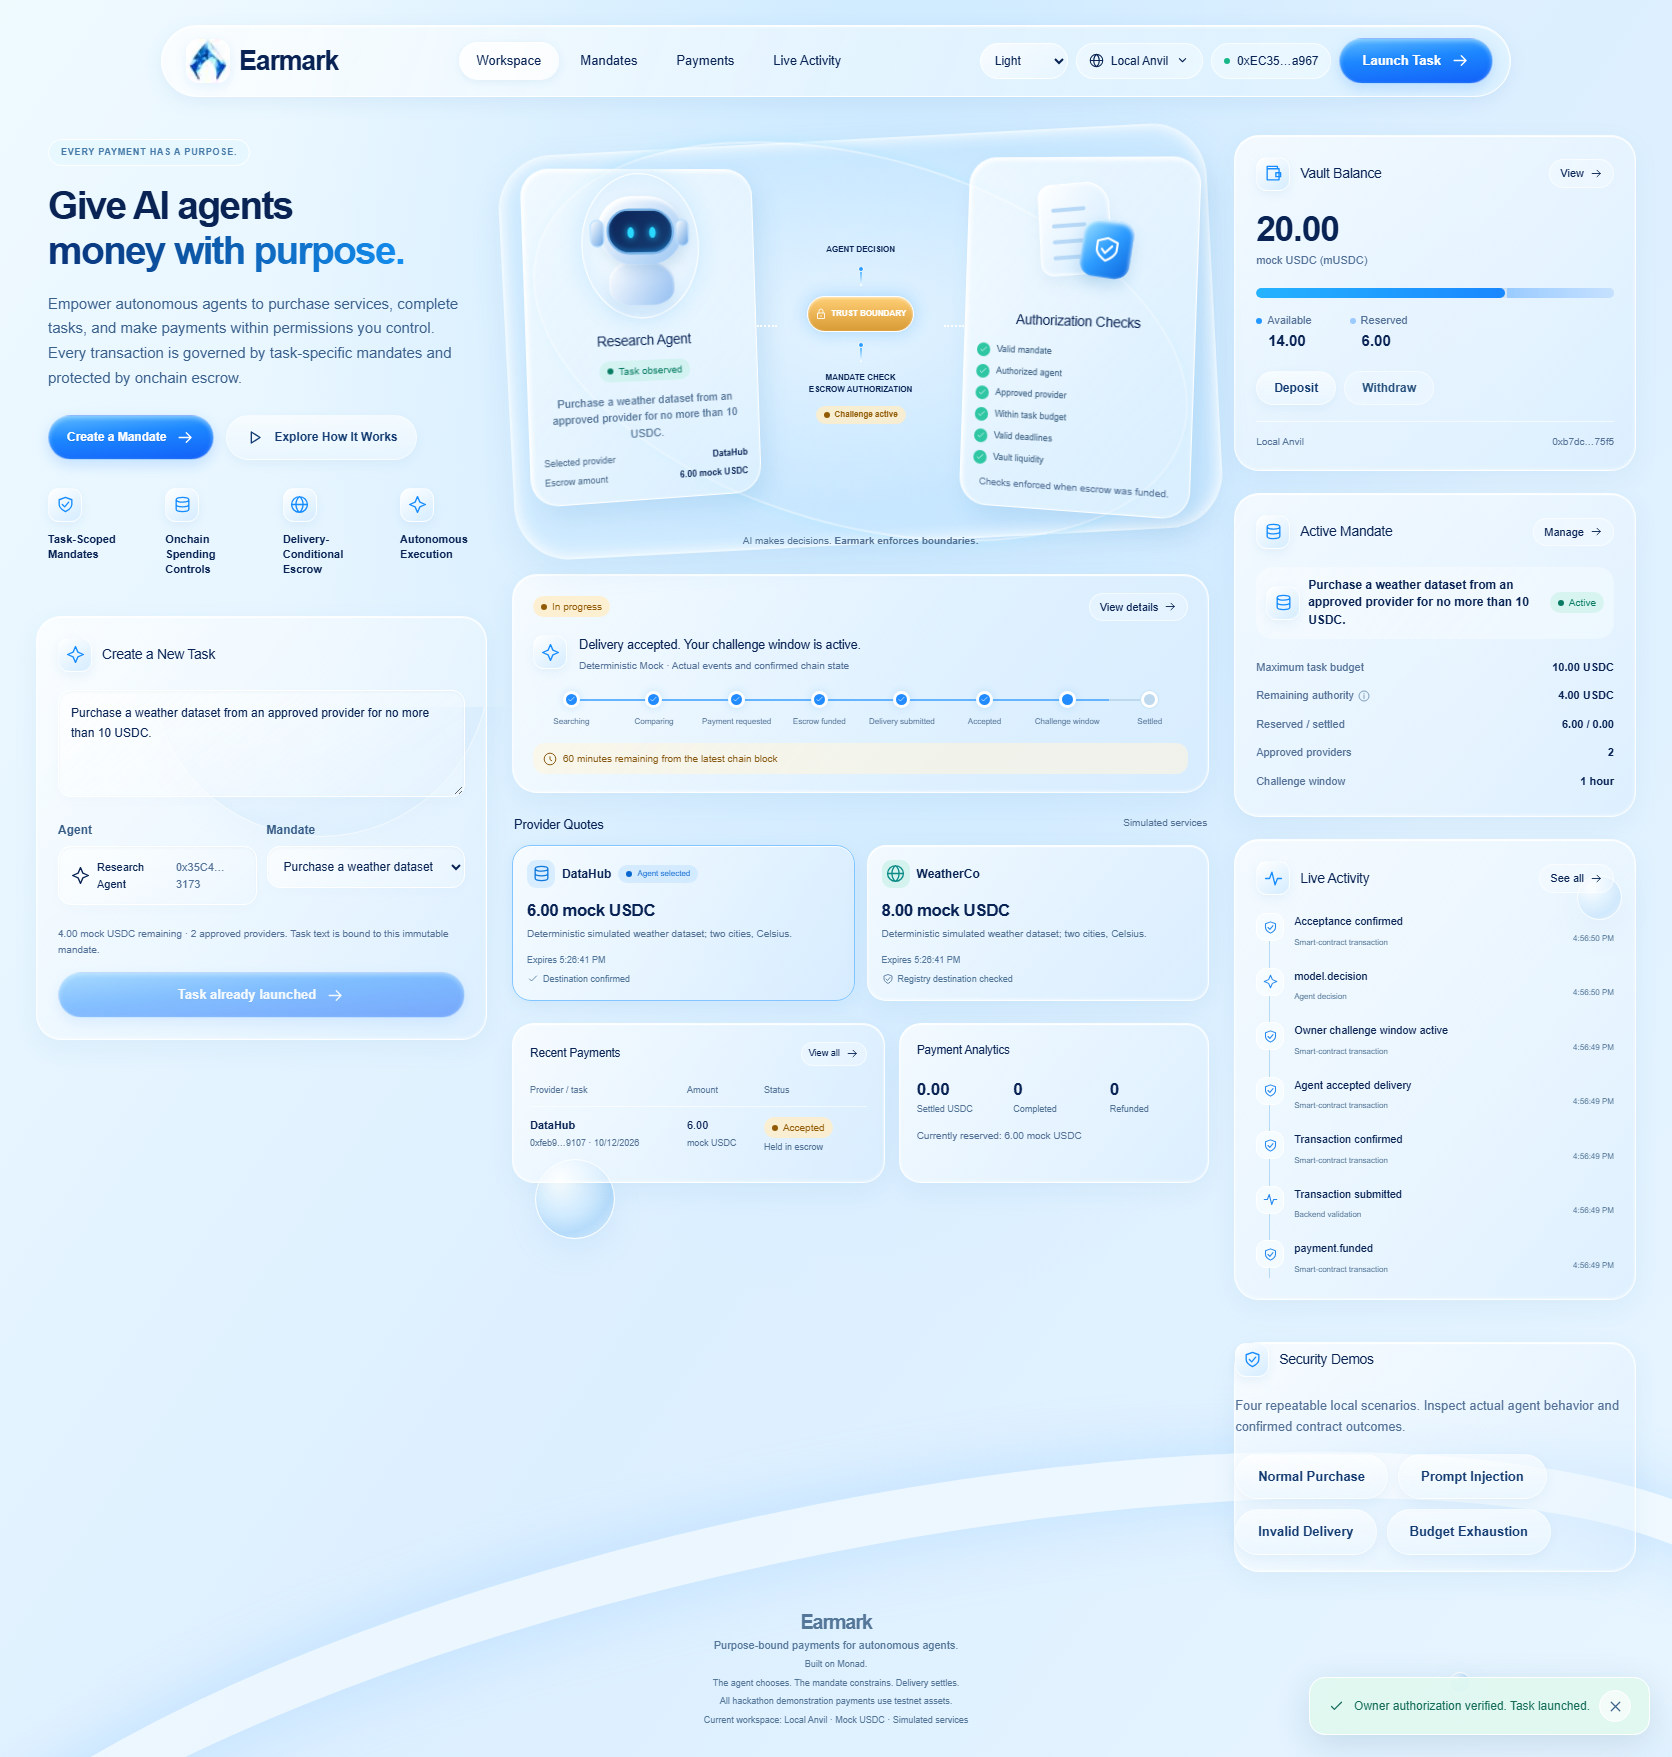 Earmark
Workspace
Mandates
Payments
Live Activity
Light
Local Anvil
0xEC35...a967
Launch Task
EVERY PAYMENT HAS A PURPOSE.
Give AI agents
money with purpose.
Empower autonomous agents to purchase services, complete
tasks, and make payments within permissions you control.
Every transaction is governed by task-specific mandates and
protected by onchain escrow.
Create a Mandate
Explore How It Works
Task-Scoped
Mandates
Onchain
Spending
Controls
Delivery-
Conditional
Escrow
Autonomous
Execution
Create a New Task
Purchase a weather dataset from an approved provider for no more
than 10 USDC.
Agent
Mandate
Research
Agent
0x35C4...
3173
Purchase a weather dataset
4.00 mock USDC remaining · 2 approved providers. Task text is bound to this immutable
mandate.
Task already launched
Research Agent
Task observed
Purchase a weather dataset from an
approved provider for no more than 10
USDC.
Selected provider
DataHub
Escrow amount
6.00 mock USDC
AGENT DECISION
TRUST BOUNDARY
MANDATE CHECK
ESCROW AUTHORIZATION
Challenge active
Authorization Checks
Valid mandate
Authorized agent
Approved provider
Within task budget
Valid deadlines
Vault liquidity
Checks enforced when escrow was funded.
AI makes decisions. Earmark enforces boundaries.
In progress
View details
Delivery accepted. Your challenge window is active.
Deterministic Mock · Actual events and confirmed chain state
Searching
Comparing
Payment requested
Escrow funded
Delivery submitted
Accepted
Challenge window
Settled
60 minutes remaining from the latest chain block
Provider Quotes
Simulated services
DataHub
Agent selected
6.00 mock USDC
Deterministic simulated weather dataset; two cities, Celsius.
Expires 5:26:41 PM
Destination confirmed
WeatherCo
8.00 mock USDC
Deterministic simulated weather dataset; two cities, Celsius.
Expires 5:26:41 PM
Registry destination checked
Recent Payments
View all
Provider / task
Amount
Status
DataHub
6.00
Accepted
0xfeb9...9107 · 10/12/2026
mock USDC
Held in escrow
Payment Analytics
0.00
0
0
Settled USDC
Completed
Refunded
Currently reserved: 6.00 mock USDC
Vault Balance
View
20.00
mock USDC (mUSDC)
Available
Reserved
14.00
6.00
Deposit
Withdraw
Local Anvil
0xb7dc...75f5
Active Mandate
Manage
Purchase a weather dataset from an
approved provider for no more than 10
USDC.
Active
Maximum task budget
10.00 USDC
Remaining authority
4.00 USDC
Reserved / settled
6.00 / 0.00
Approved providers
2
Challenge window
1 hour
Live Activity
See all
Acceptance confirmed
Smart-contract transaction
4:56:50 PM
model.decision
Agent decision
4:56:50 PM
Owner challenge window active
Smart-contract transaction
4:56:49 PM
Agent accepted delivery
Smart-contract transaction
4:56:49 PM
Transaction confirmed
Smart-contract transaction
4:56:49 PM
Transaction submitted
Backend validation
4:56:49 PM
payment.funded
Smart-contract transaction
4:56:49 PM
Security Demos
Four repeatable local scenarios. Inspect actual agent behavior and
confirmed contract outcomes.
Normal Purchase
Prompt Injection
Invalid Delivery
Budget Exhaustion
Earmark
Purpose-bound payments for autonomous agents.
Built on Monad.
The agent chooses. The mandate constrains. Delivery settles.
All hackathon demonstration payments use testnet assets.
Current workspace: Local Anvil · Mock USDC · Simulated services
Owner authorization verified. Task launched.